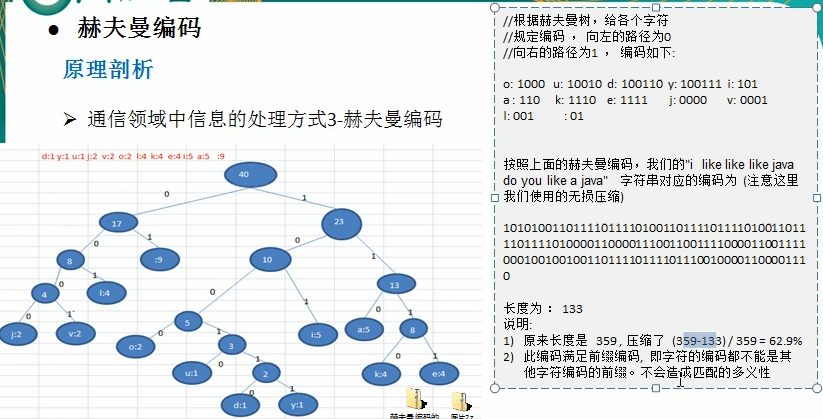 赫夫曼编码
原理剖析
通信领域中信息的处理方式3-赫夫曼编码
d:1 y:1 u:1 j:2 v:2 o:2 l:4 k:4 e:4 i:5 a:5 :9
40
0
1
17
23
0
1
0
1
8
:9
10
13
0
1
0
1
0
1
4
l:4
5
i:5
a:5
8
0
1
0
1
0
1
j:2
v:2
o:2
3
k:4
e:4
0
1
u:1
2
0
1
d:1
y:1
赫夫曼编码的
//根据赫夫曼树，给各个字符
//规定编码 ， 向左的路径为0
//向右的路径为1 ， 编码如下:
o: 1000 u: 10010 d: 100110 y: 100111 i: 101
a : 110 k: 1110 e: 1111 j: 0000 v: 0001
l: 001 : 01
按照上面的赫夫曼编码，我们的"i like like like java
do you like a java" 字符串对应的编码为 (注意这里
我们使用的无损压缩)
1010100110111101111010011011110111101001101
1110111101000011000011100110011110000110011110
001001001001101111011110111001000011000011 10
长度为 ： 133
说明:
1) 原来长度是 359 , 压缩了 (359-133) / 359 = 62.9%
2) 此编码满足前缀编码, 即字符的编码都不能是其
他字符编码的前缀。不会造成匹配的多义性